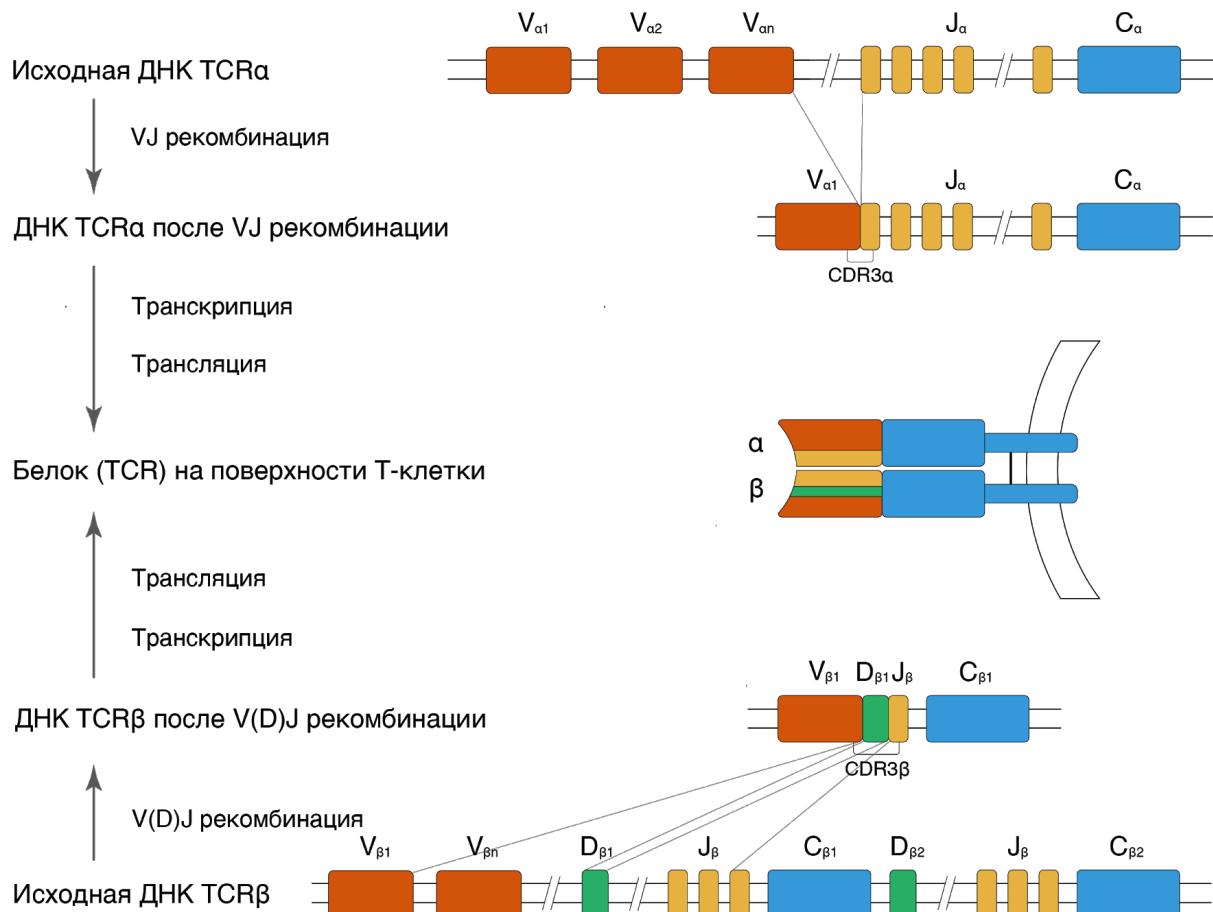 Vα1 Vα2 Vαn Jα Cα
Исходная ДНК TCRα
VJ рекомбинация
Vα1 Jα Cα
ДНК TCRα после VJ рекомбинации
CDR3α
Транскрипция
Трансляция
α
Белок (TCR) на поверхности Т-клетки
β
Трансляция
Транскрипция
Vβ1 Dβ1 Jβ Cβ1
ДНК TCRβ после V(D)J рекомбинации
CDR3β
V(D)J рекомбинация
Vβ1 Vβn Dβ1 Jβ Cβ1 Dβ2 Jβ Cβ2
Исходная ДНК TCRβ